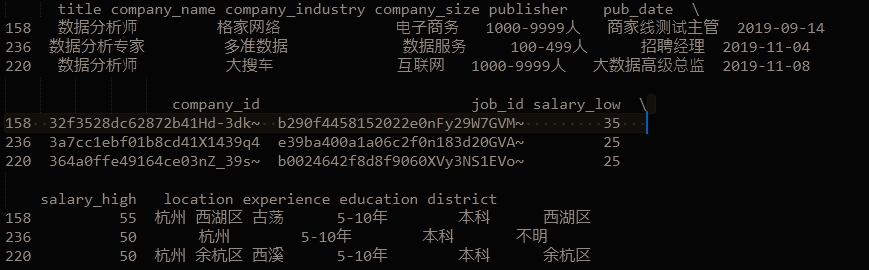 title company_name company_industry company_size publisher pub_date \
158 数据分析师 格家网络 电子商务 1000-9999人 商家线测试主管 2019-09-14
236 数据分析专家 多准数据 数据服务 100-499人 招聘经理 2019-11-04
220 数据分析师 大搜车 互联网 1000-9999人 大数据高级总监 2019-11-08
company_id job_id salary_low \
158 32f3528dc62872b41Hd-3dk~ b290f4458152022e0nFy29W7GVM~ 35
236 3a7cc1ebf01b8cd41X1439q4 e39ba400a1a06c2f0n183d20GVA~ 25
220 364a0ffe49164ce03nZ_39s~ b0024642f8d8f9060XVy3NS1EVo~ 25
salary_high location experience education district
158 55 杭州 西湖区 古荡 5-10年 本科 西湖区
236 50 杭州 5-10年 本科 不明
220 50 杭州 余杭区 西溪 5-10年 本科 余杭区